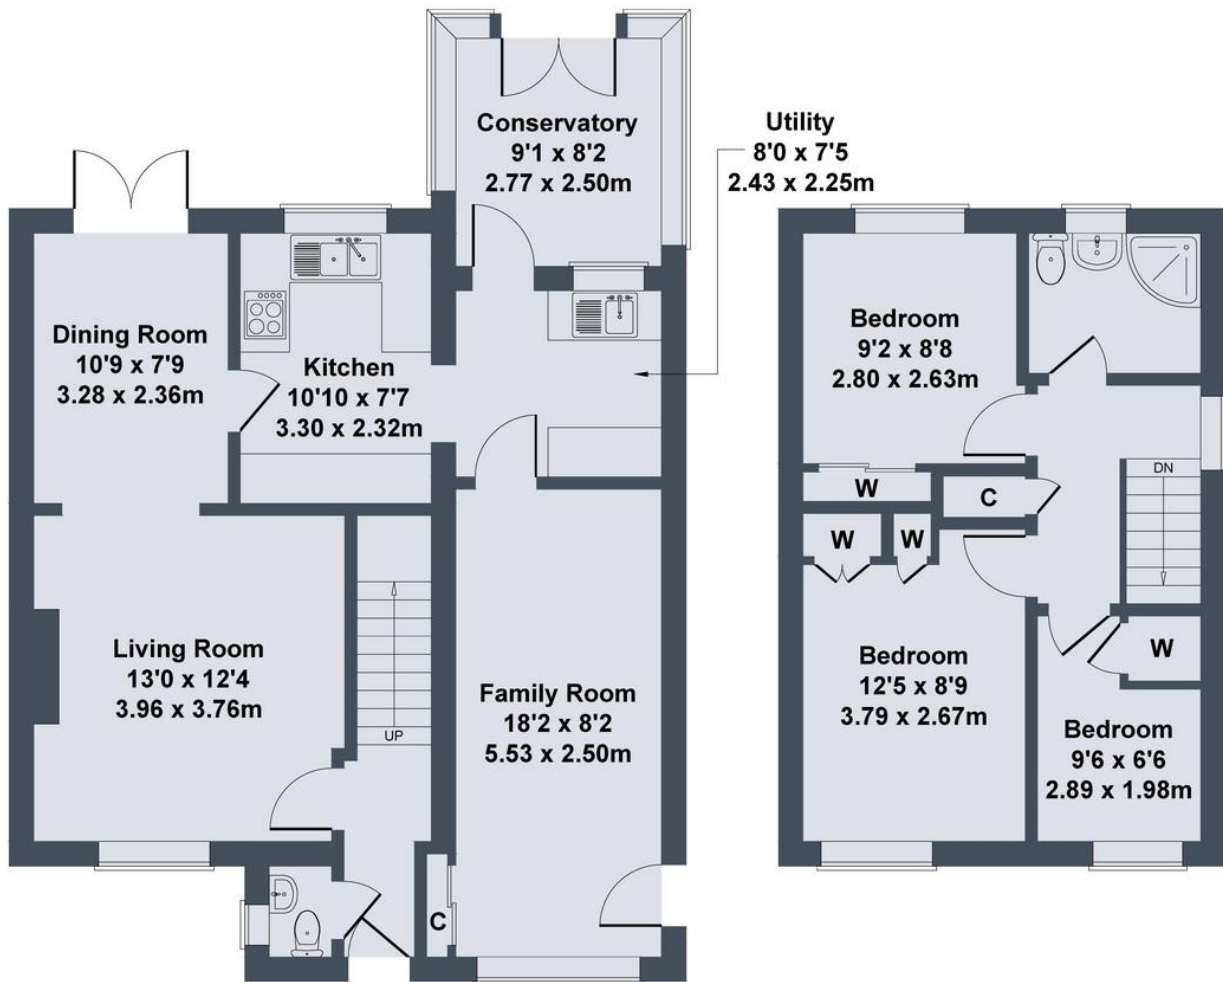 Conservatory
9'1 x 8'2
2.77 x 2.50m
Utility
8'0 x 7'5
2.43 x 2.25m
Dining Room
10'9 x 7'9
3.28 x 2.36m
Kitchen
10'10 x 7'7
3.30 x 2.32m
Living Room
13'0 x 12'4
3.96 x 3.76m
UP
Family Room
18'2 x 8'2
5.53 x 2.50m
C
Bedroom
9'2 x 8'8
2.80 x 2.63m
W
C
DN
W
W
Bedroom
12'5 x 8'9
3.79 x 2.67m
W
Bedroom
9'6 x 6'6
2.89 x 1.98m